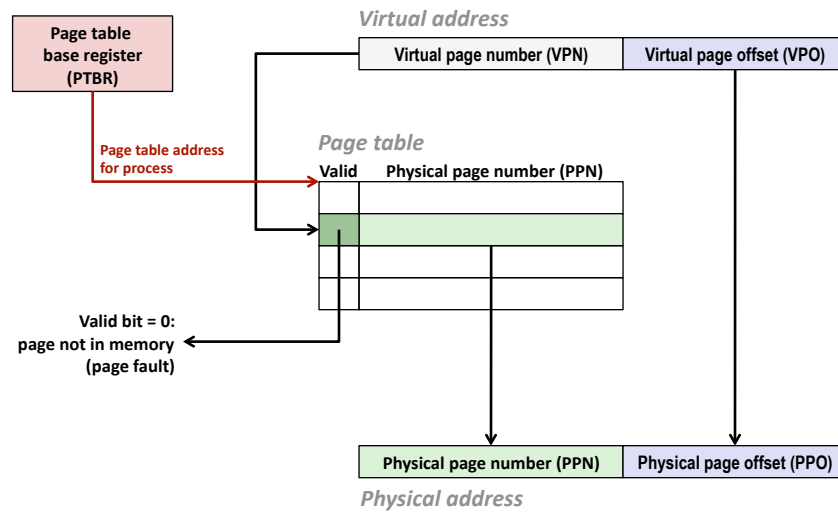 Virtual address
Page table
base register
(PTBR)
Virtual page number (VPN)
Virtual page offset (VPO)
Page table address
for process
Page table
Valid
Physical page number (PPN)
Valid bit = 0:
page not in memory
(page fault)
Physical page number (PPN)
Physical page offset (PPO)
Physical address